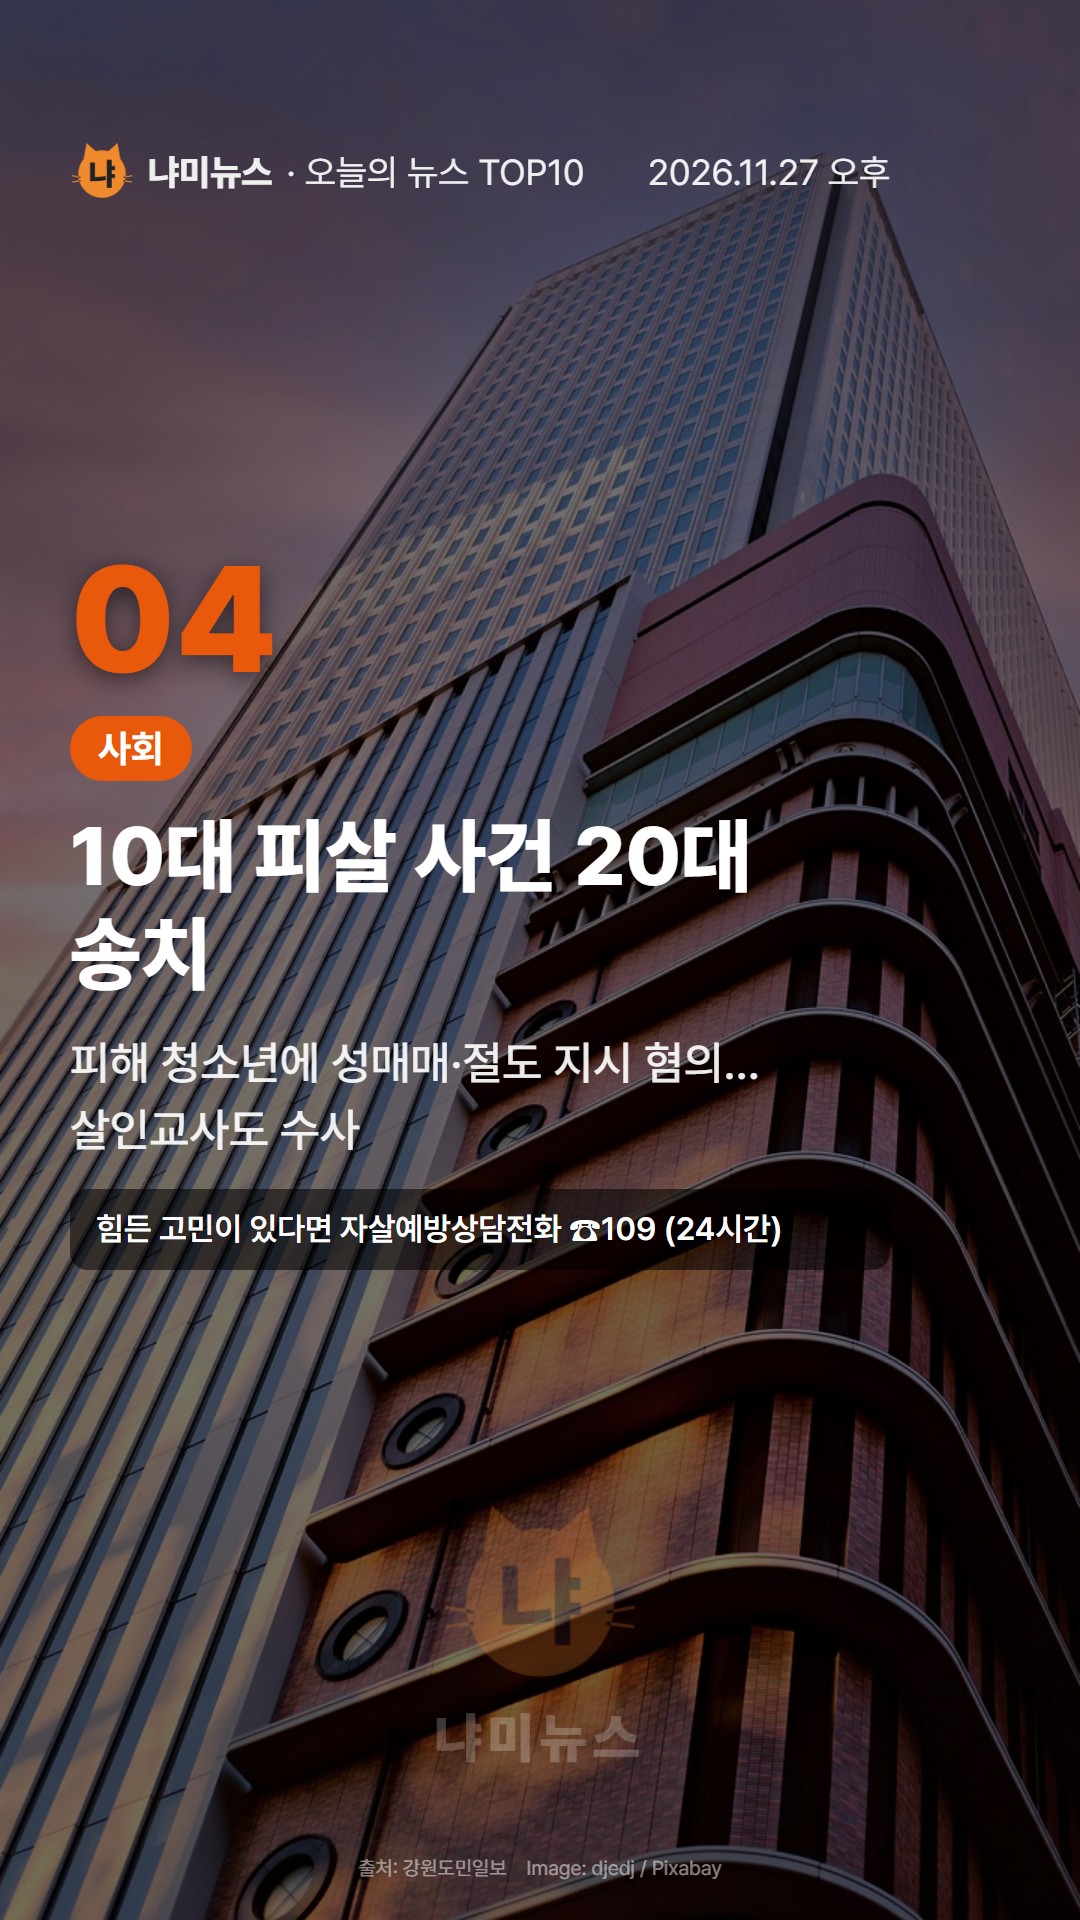 냐 냐미뉴스 · 오늘의 뉴스 TOP10 2026.11.27 오후
04
사회
10대 피살 사건 20대
송치
피해 청소년에 성매매·절도 지시 혐의...
살인교사도 수사
힘든 고민이 있다면 자살예방상담전화 ☎109 (24시간)
냐
냐미뉴스
출처: 강원도민일보 Image: djedj / Pixabay